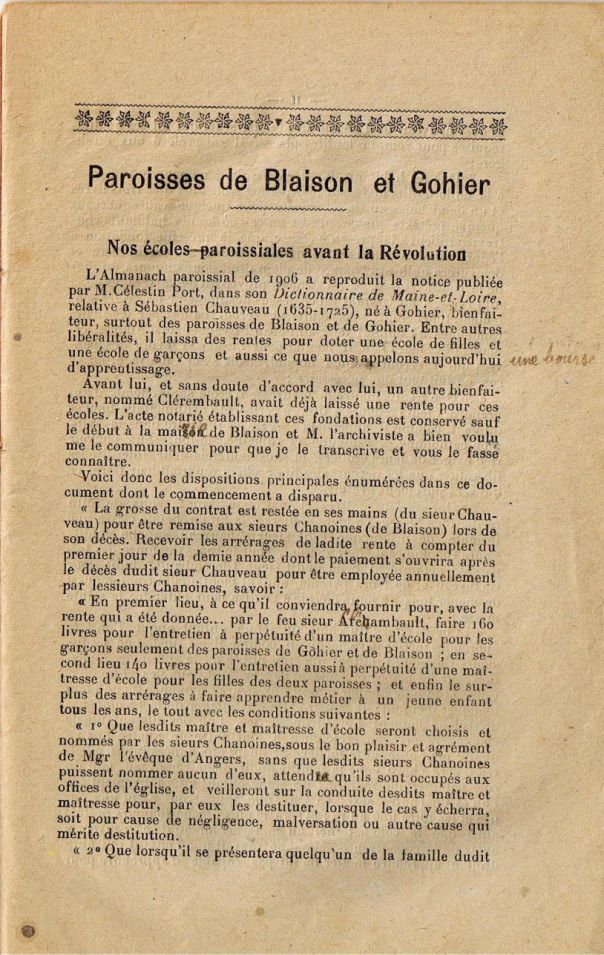 Paroisses de Blaison et Gohier
Nos écoles paroissiales avant la Révolution
L'Almanach paroissial de 1906 a reproduit la notice publiée
par M. Célestin Port, dans son Dictionnaire de Maine-et-Loire,
relative à Sébastien Chauveau (1635-1725), né à Gohier, bienfai-
teur, surtout des paroisses de Blaison et de Gohier. Entre autres
libéralités, il laissa des rentes pour doter une école de filles et
une école de garçons et aussi ce que nous appelons aujourd'hui une bourse
d'apprentissage.
Avant lui, et sans doute d'accord avec lui, un autre bienfai-
teur, nommé Clérembault, avait déjà laissé une rente pour ces
écoles. L'acte notarié établissant ces fondations est conservé sauf
le début à la de Blaison et M. l'archiviste a bien voulu
me le communiquer pour que je le transcrive et vous le fasse
connaître.
Voici donc les dispositions principales énumérées dans ce do-
cument dont le commencement a disparu.
« La grosse du contrat est restée en ses mains (du sieur Chau-
veau) pour être remise aux sieurs Chanoines (de Blaison) lors de
son décès. Recevoir les arrérages de ladite rente à compter du
premier jour de la demie année dont le paiement s'ouvrira après
le décès dudit sieur Chauveau pour être employée annuellement
par lessieurs Chanoines, savoir :
« En premier lieu, à ce qu'il conviendra fournir pour, avec la
rente qui a été donnée... par le feu sieur faire 160
livres pour l'entretien à perpétuité d'un maître d'école pour les
garçons seulement des paroisses de Gohier et de Blaison ; en se-
cond lieu 140 livres pour l'entretien aussi à perpétuité d'une maî-
tresse d'école pour les filles des deux paroisses ; et enfin le sur-
plus des arrérages à faire apprendre métier à un jeune enfant
tous les ans, le tout avec les conditions suivantes :
« 1° Que lesdits maître et maîtresse d'école seront choisis et
nommés par les sieurs Chanoines,sous le bon plaisir et agrément
de Mgr l'évêque d'Angers, sans que lesdits sieurs Chanoines
puissent nommer aucun d'eux, qu'ils sont occupés aux
offices de l'église, et veilleront sur la conduite desdits maître et
maîtresse pour, par eux les destituer, lorsque le cas y écherra,
soit pour cause de négligence, malversation ou autre cause qui
mérite destitution.
« 2° Que lorsqu'il se présentera quelqu'un de la famille dudit